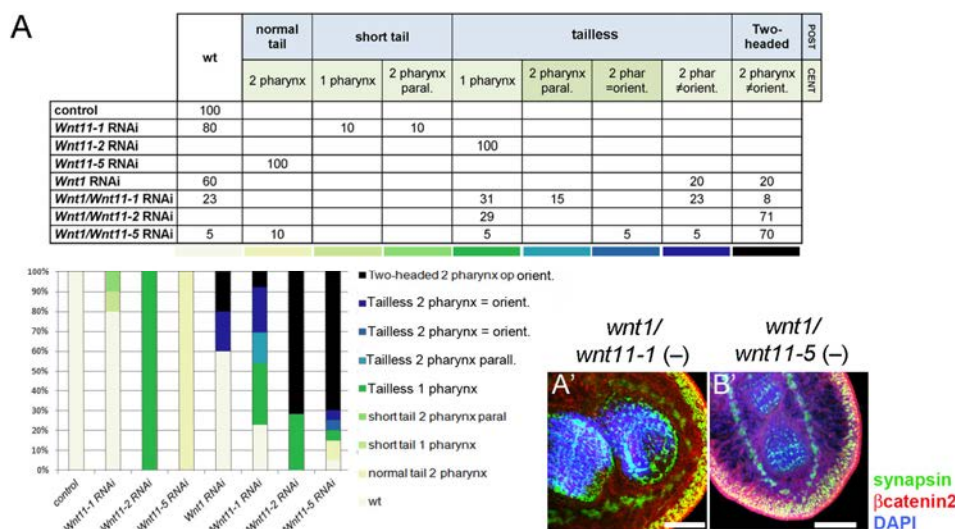 A
wt
normal tail
short tail
tailless
Two-headed
POST
2 pharynx
1 pharynx
2 pharynx paral.
1 pharynx
2 pharynx paral.
2 phar =orient.
2 phar ≠orient.
2 pharynx ≠orient.
CENT
control 100
Wnt11-1 RNAi 80 10 10
Wnt11-2 RNAi 100
Wnt11-5 RNAi 100
Wnt1 RNAi 60 20 20
Wnt1/Wnt11-1 RNAi 23 31 15 23 8
Wnt1/Wnt11-2 RNAi 29 71
Wnt1/Wnt11-5 RNAi 5 10 5 5 5 70
100%
90%
80%
70%
60%
50%
40%
30%
20%
10%
0%
control
Wnt11-1 RNAi
Wnt11-2 RNAi
Wnt11-5 RNAi
Wnt1 RNAi
Wnt11-1 RNAi
Wnt11-2 RNAi
Wnt11-5 RNAi
Two-headed 2 pharynx op orient.
Tailless 2 pharynx = orient.
Tailless 2 pharynx = orient.
Tailless 2 pharynx parall.
Tailless 1 pharynx
short tail 2 pharynx paral
short tail 1 pharynx
normal tail 2 pharynx
wt
wnt1/
wnt11-1 (–)
A'
wnt1/
wnt11-5 (–)
B'
synapsin
βcatenin2
DAPI